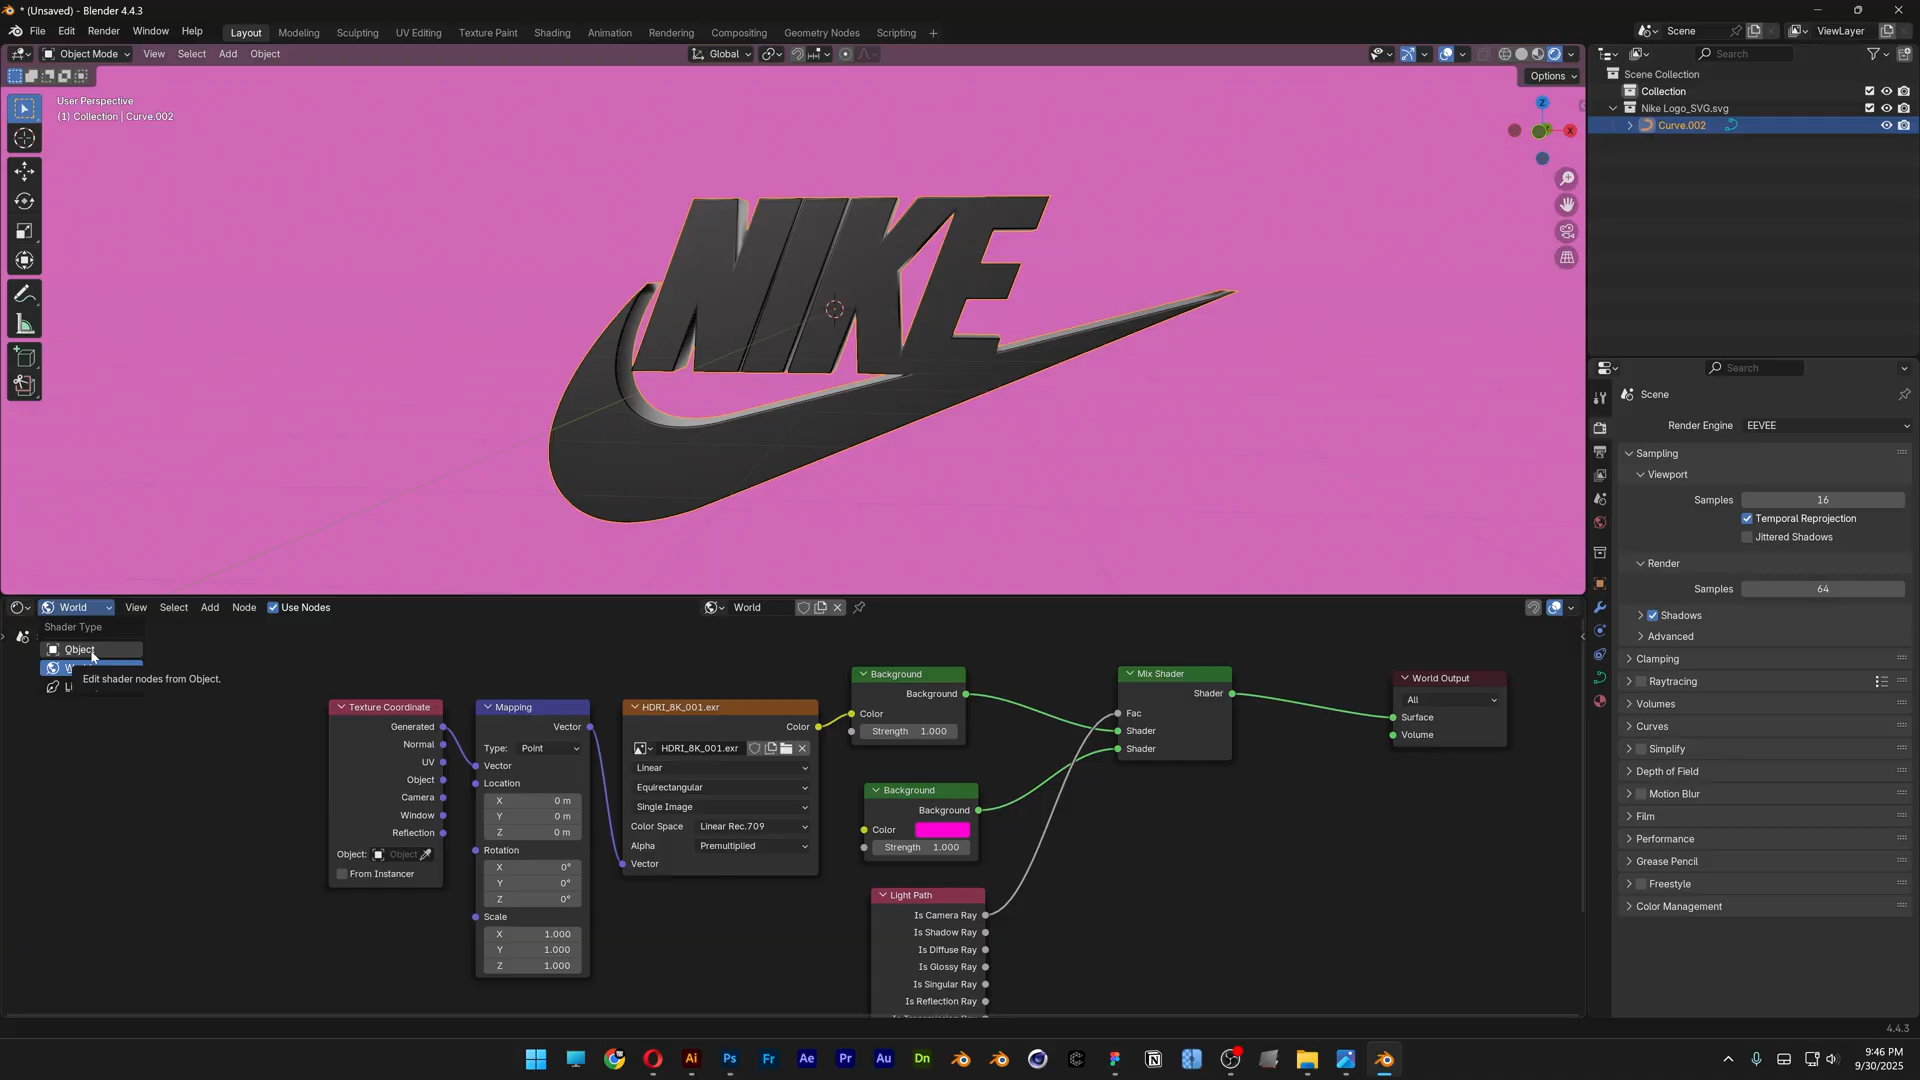 * (Unsaved) - Blender 4.4.3
File Edit Render Window Help Layout Modeling Sculpting UV Editing Texture Paint Shading Animation Rendering Compositing Geometry Nodes Scripting + Scene ViewLayer
Object Mode View Select Add Object Global Search
Options
User Perspective
(1) Collection | Curve.002
Z
X
NIKE
Scene Collection
Collection
Nike Logo_SVG.svg
Curve.002
Search
Scene
Render Engine EEVEE
Sampling
Viewport
Samples 16
Temporal Reprojection
Jittered Shadows
Render
Samples 64
Shadows
Advanced
Clamping
Raytracing
Volumes
Curves
Simplify
Depth of Field
Motion Blur
Film
Performance
Grease Pencil
Freestyle
Color Management
World View Select Add Node Use Nodes World
Shader Type
Object
Edit shader nodes from Object.
Texture Coordinate
Generated
Normal
UV
Object
Camera
Window
Reflection
Object: Object
From Instancer
Mapping
Vector
Type: Point
Vector
Location
X 0 m
Y 0 m
Z 0 m
Rotation
X 0°
Y 0°
Z 0°
Scale
X 1.000
Y 1.000
Z 1.000
HDRI_8K_001.exr
Color
HDRI_8K_001.exr
Linear
Equirectangular
Single Image
Color Space Linear Rec.709
Alpha Premultiplied
Vector
Background
Background
Color
Strength 1.000
Background
Background
Color
Strength 1.000
Light Path
Is Camera Ray
Is Shadow Ray
Is Diffuse Ray
Is Glossy Ray
Is Singular Ray
Is Reflection Ray
Mix Shader
Shader
Fac
Shader
Shader
World Output
All
Surface
Volume
4.4.3
Ai Ps Fr Ae Pr Au Dn
9:46 PM
9/30/2025